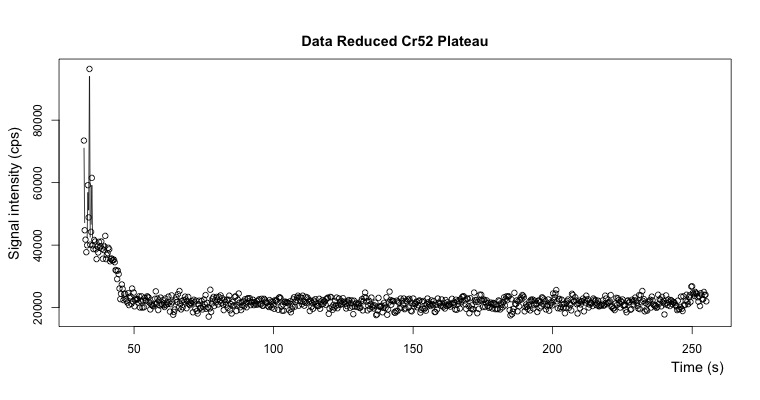 Data Reduced Cr52 Plateau
Signal intensity (cps)
80000
60000
40000
20000
50 100 150 200 250
Time (s)